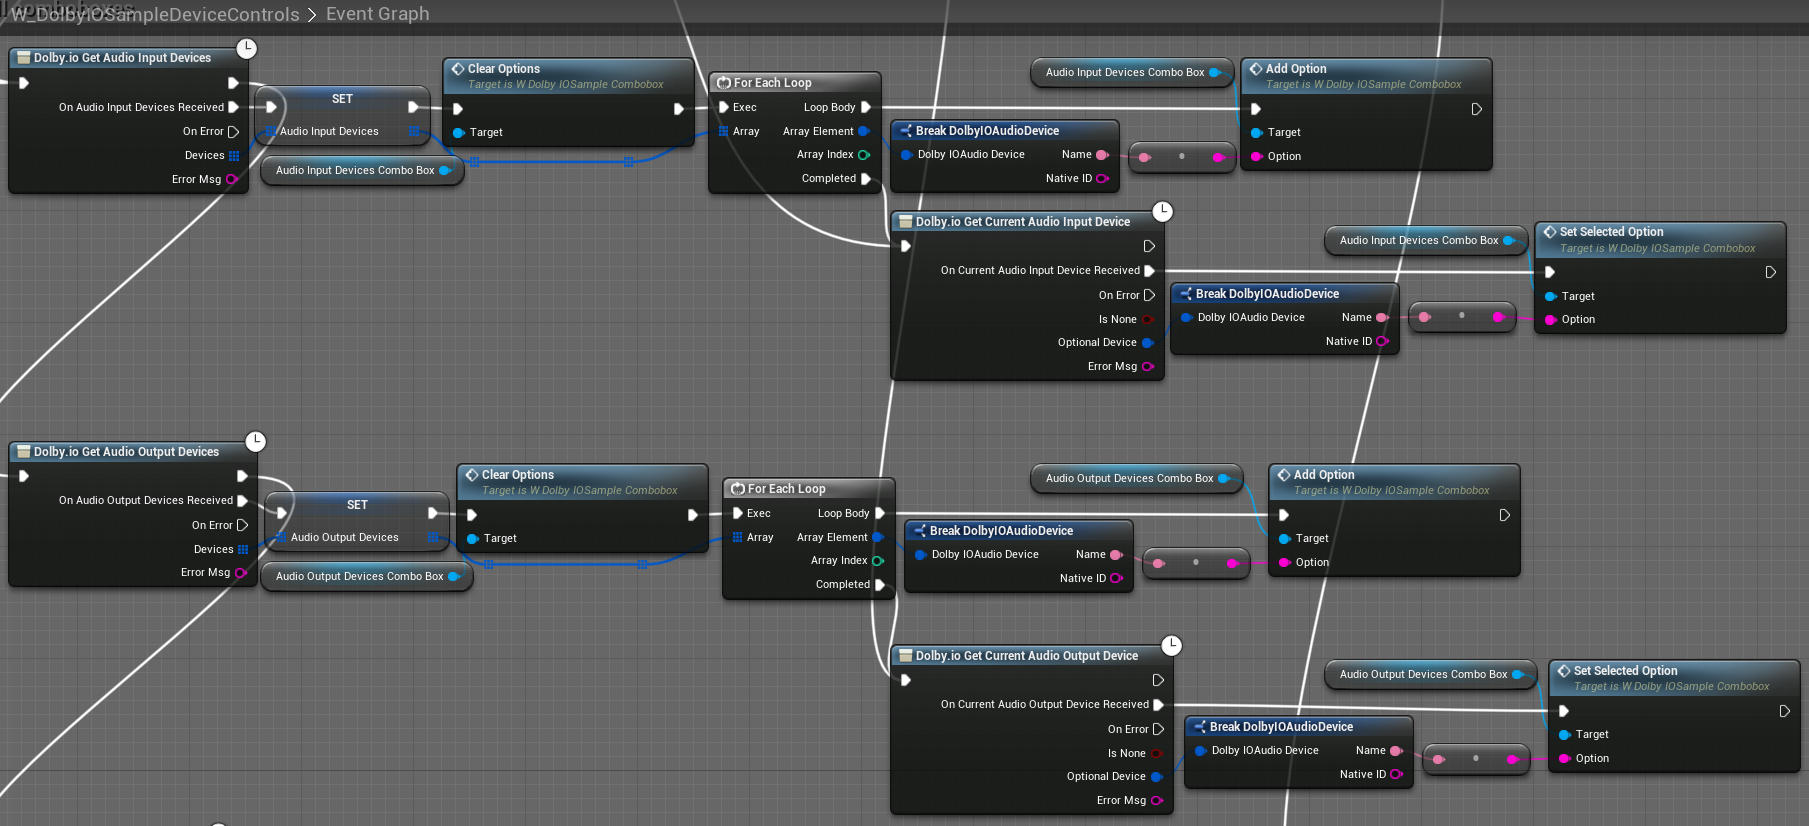 W_DolbyIOSampleDeviceControls > Event Graph
Dolby.io Get Audio Input Devices
On Audio Input Devices Received
On Error
Devices
Error Msg
SET
Audio Input Devices
Audio Input Devices Combo Box
Clear Options
Target is W Dolby IOSample Combobox
Target
For Each Loop
Exec
Loop Body
Array
Array Element
Array Index
Completed
Break DolbyIOAudioDevice
Dolby IOAudio Device
Name
Native ID
Audio Input Devices Combo Box
Add Option
Target is W Dolby IOSample Combobox
Target
Option
Dolby.io Get Current Audio Input Device
On Current Audio Input Device Received
On Error
Is None
Optional Device
Error Msg
Break DolbyIOAudioDevice
Dolby IOAudio Device
Name
Native ID
Audio Input Devices Combo Box
Set Selected Option
Target is W Dolby IOSample Combobox
Target
Option
Dolby.io Get Audio Output Devices
On Audio Output Devices Received
On Error
Devices
Error Msg
SET
Audio Output Devices
Audio Output Devices Combo Box
Clear Options
Target is W Dolby IOSample Combobox
Target
For Each Loop
Exec
Loop Body
Array
Array Element
Array Index
Completed
Break DolbyIOAudioDevice
Dolby IOAudio Device
Name
Native ID
Audio Output Devices Combo Box
Add Option
Target is W Dolby IOSample Combobox
Target
Option
Dolby.io Get Current Audio Output Device
On Current Audio Output Device Received
On Error
Is None
Optional Device
Error Msg
Break DolbyIOAudioDevice
Dolby IOAudio Device
Name
Native ID
Audio Output Devices Combo Box
Set Selected Option
Target is W Dolby IOSample Combobox
Target
Option